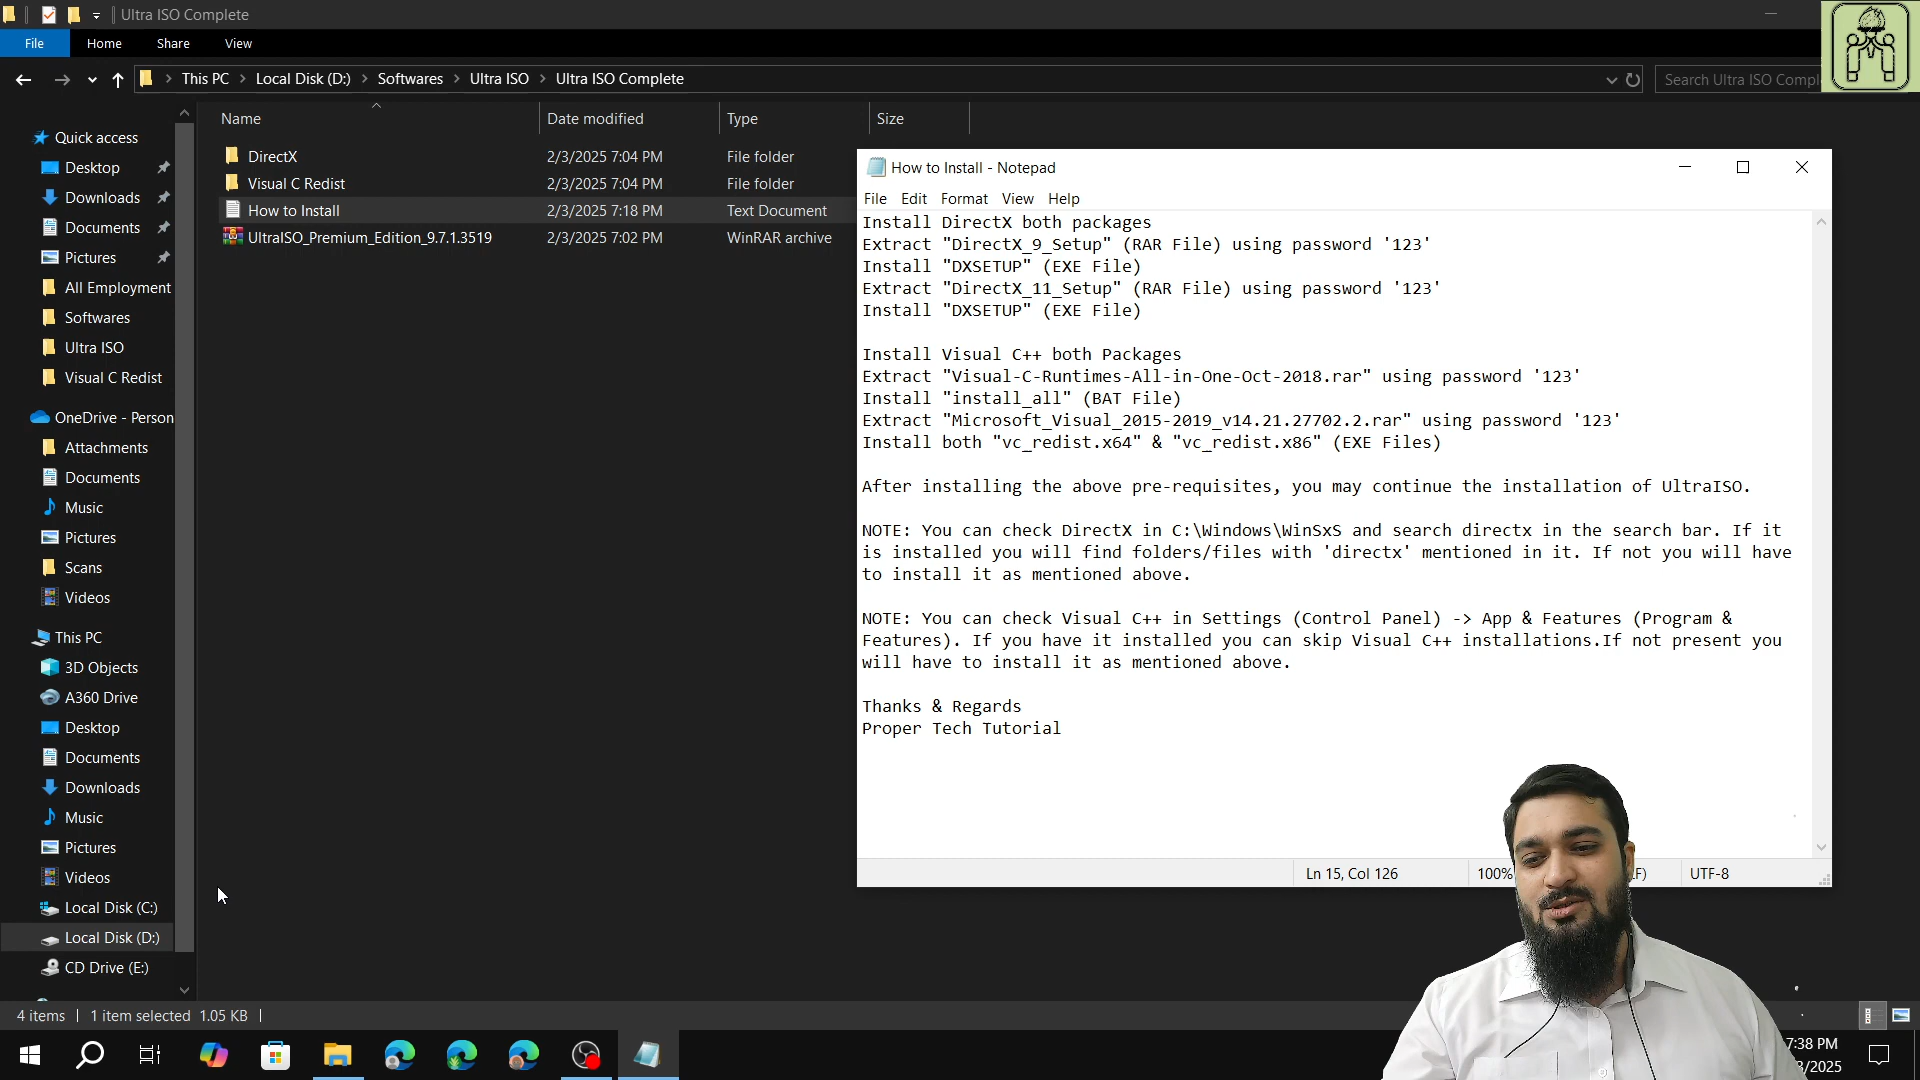 Ultra ISO Complete
File Home Share View
This PC > Local Disk (D:) > Softwares > Ultra ISO > Ultra ISO Complete
Search Ultra ISO Compl
Name Date modified Type Size
DirectX 2/3/2025 7:04 PM File folder
Visual C Redist 2/3/2025 7:04 PM File folder
How to Install 2/3/2025 7:18 PM Text Document
UltraISO_Premium_Edition_9.7.1.3519 2/3/2025 7:02 PM WinRAR archive
Quick access
Desktop
Downloads
Documents
Pictures
All Employment
Softwares
Ultra ISO
Visual C Redist
OneDrive - Person
Attachments
Documents
Music
Pictures
Scans
Videos
This PC
3D Objects
A360 Drive
Desktop
Documents
Downloads
Music
Pictures
Videos
Local Disk (C:)
Local Disk (D:)
CD Drive (E:)
How to Install - Notepad
File Edit Format View Help
Install DirectX both packages
Extract "DirectX_9_Setup" (RAR File) using password '123'
Install "DXSETUP" (EXE File)
Extract "DirectX_11_Setup" (RAR File) using password '123'
Install "DXSETUP" (EXE File)
Install Visual C++ both Packages
Extract "Visual-C-Runtimes-All-in-One-Oct-2018.rar" using password '123'
Install "install_all" (BAT File)
Extract "Microsoft_Visual_2015-2019_v14.21.27702.2.rar" using password '123'
Install both "vc_redist.x64" & "vc_redist.x86" (EXE Files)
After installing the above pre-requisites, you may continue the installation of UltraISO.
NOTE: You can check DirectX in C:\Windows\WinSxS and search directx in the search bar. If it
is installed you will find folders/files with 'directx' mentioned in it. If not you will have
to install it as mentioned above.
NOTE: You can check Visual C++ in Settings (Control Panel) -> App & Features (Program &
Features). If you have it installed you can skip Visual C++ installations.If not present you
will have to install it as mentioned above.
Thanks & Regards
Proper Tech Tutorial
Ln 15, Col 126 100% F) UTF-8
4 items 1 item selected 1.05 KB
7:38 PM
3/2025